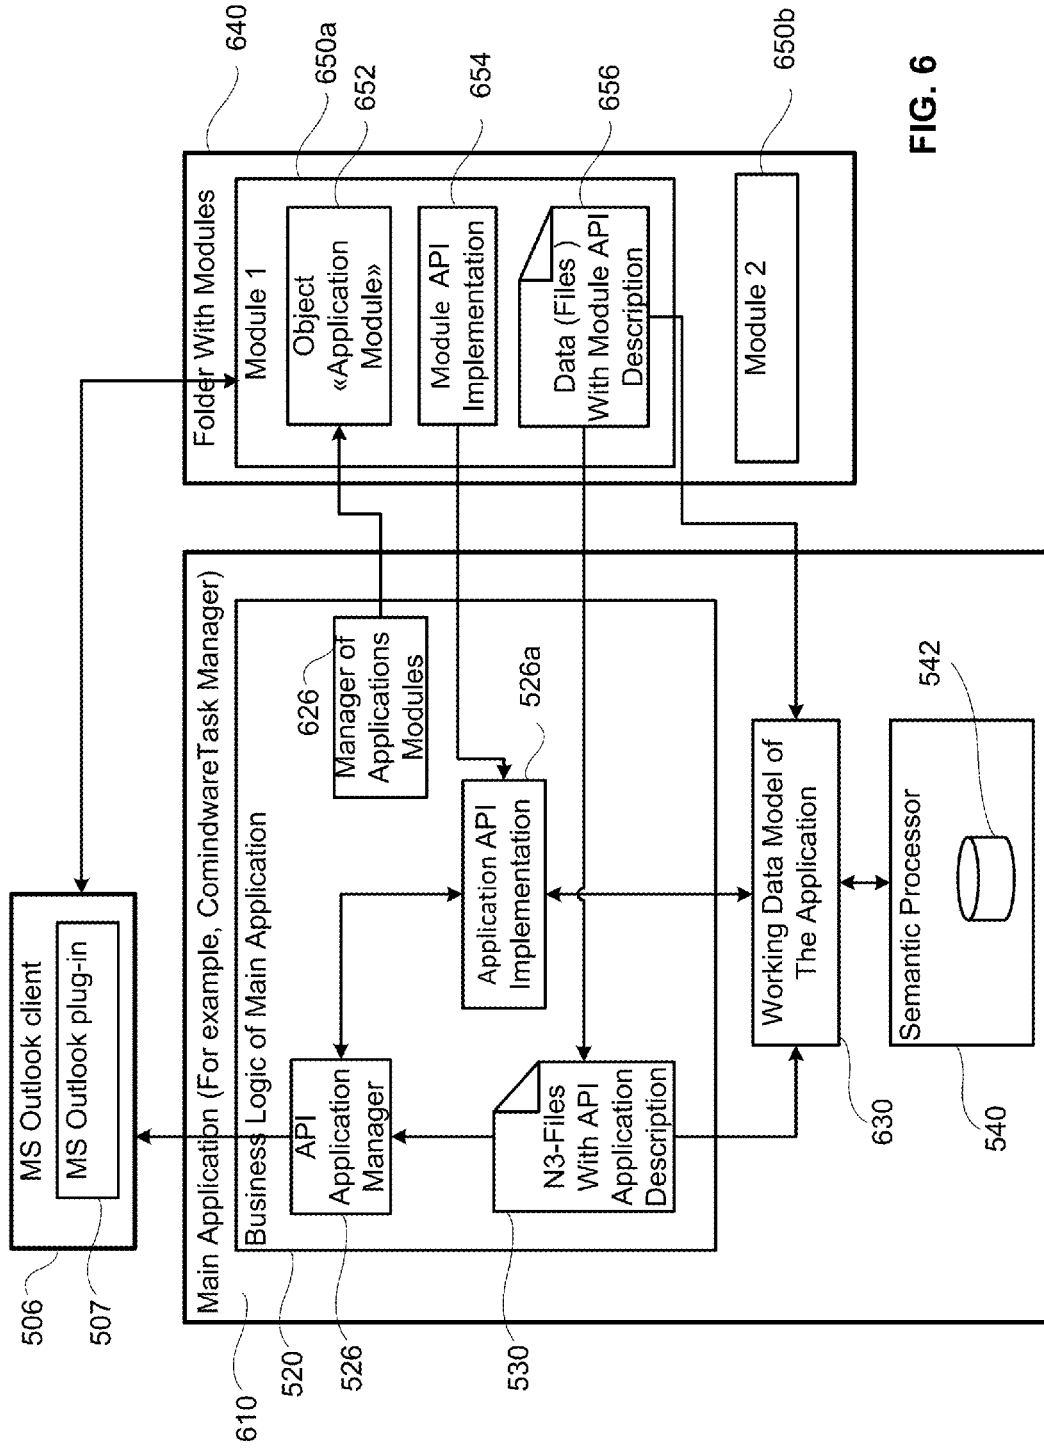 506
MS Outlook client
507
MS Outlook plug-in
610
Main Application (For example, ComindwareTask Manager)
520
Business Logic of Main Application
526
API
Application
Manager
626
Manager of
Applications
Modules
526a
Application API
Implementation
530
N3-Files
With API
Application
Description
630
Working Data Model of
The Application
540
Semantic Processor
542
640
Folder With Modules
650a
Module 1
652
Object
«Application
Module»
654
Module API
Implementation
656
Data (Files )
With Module API
Description
650b
Module 2
FIG. 6